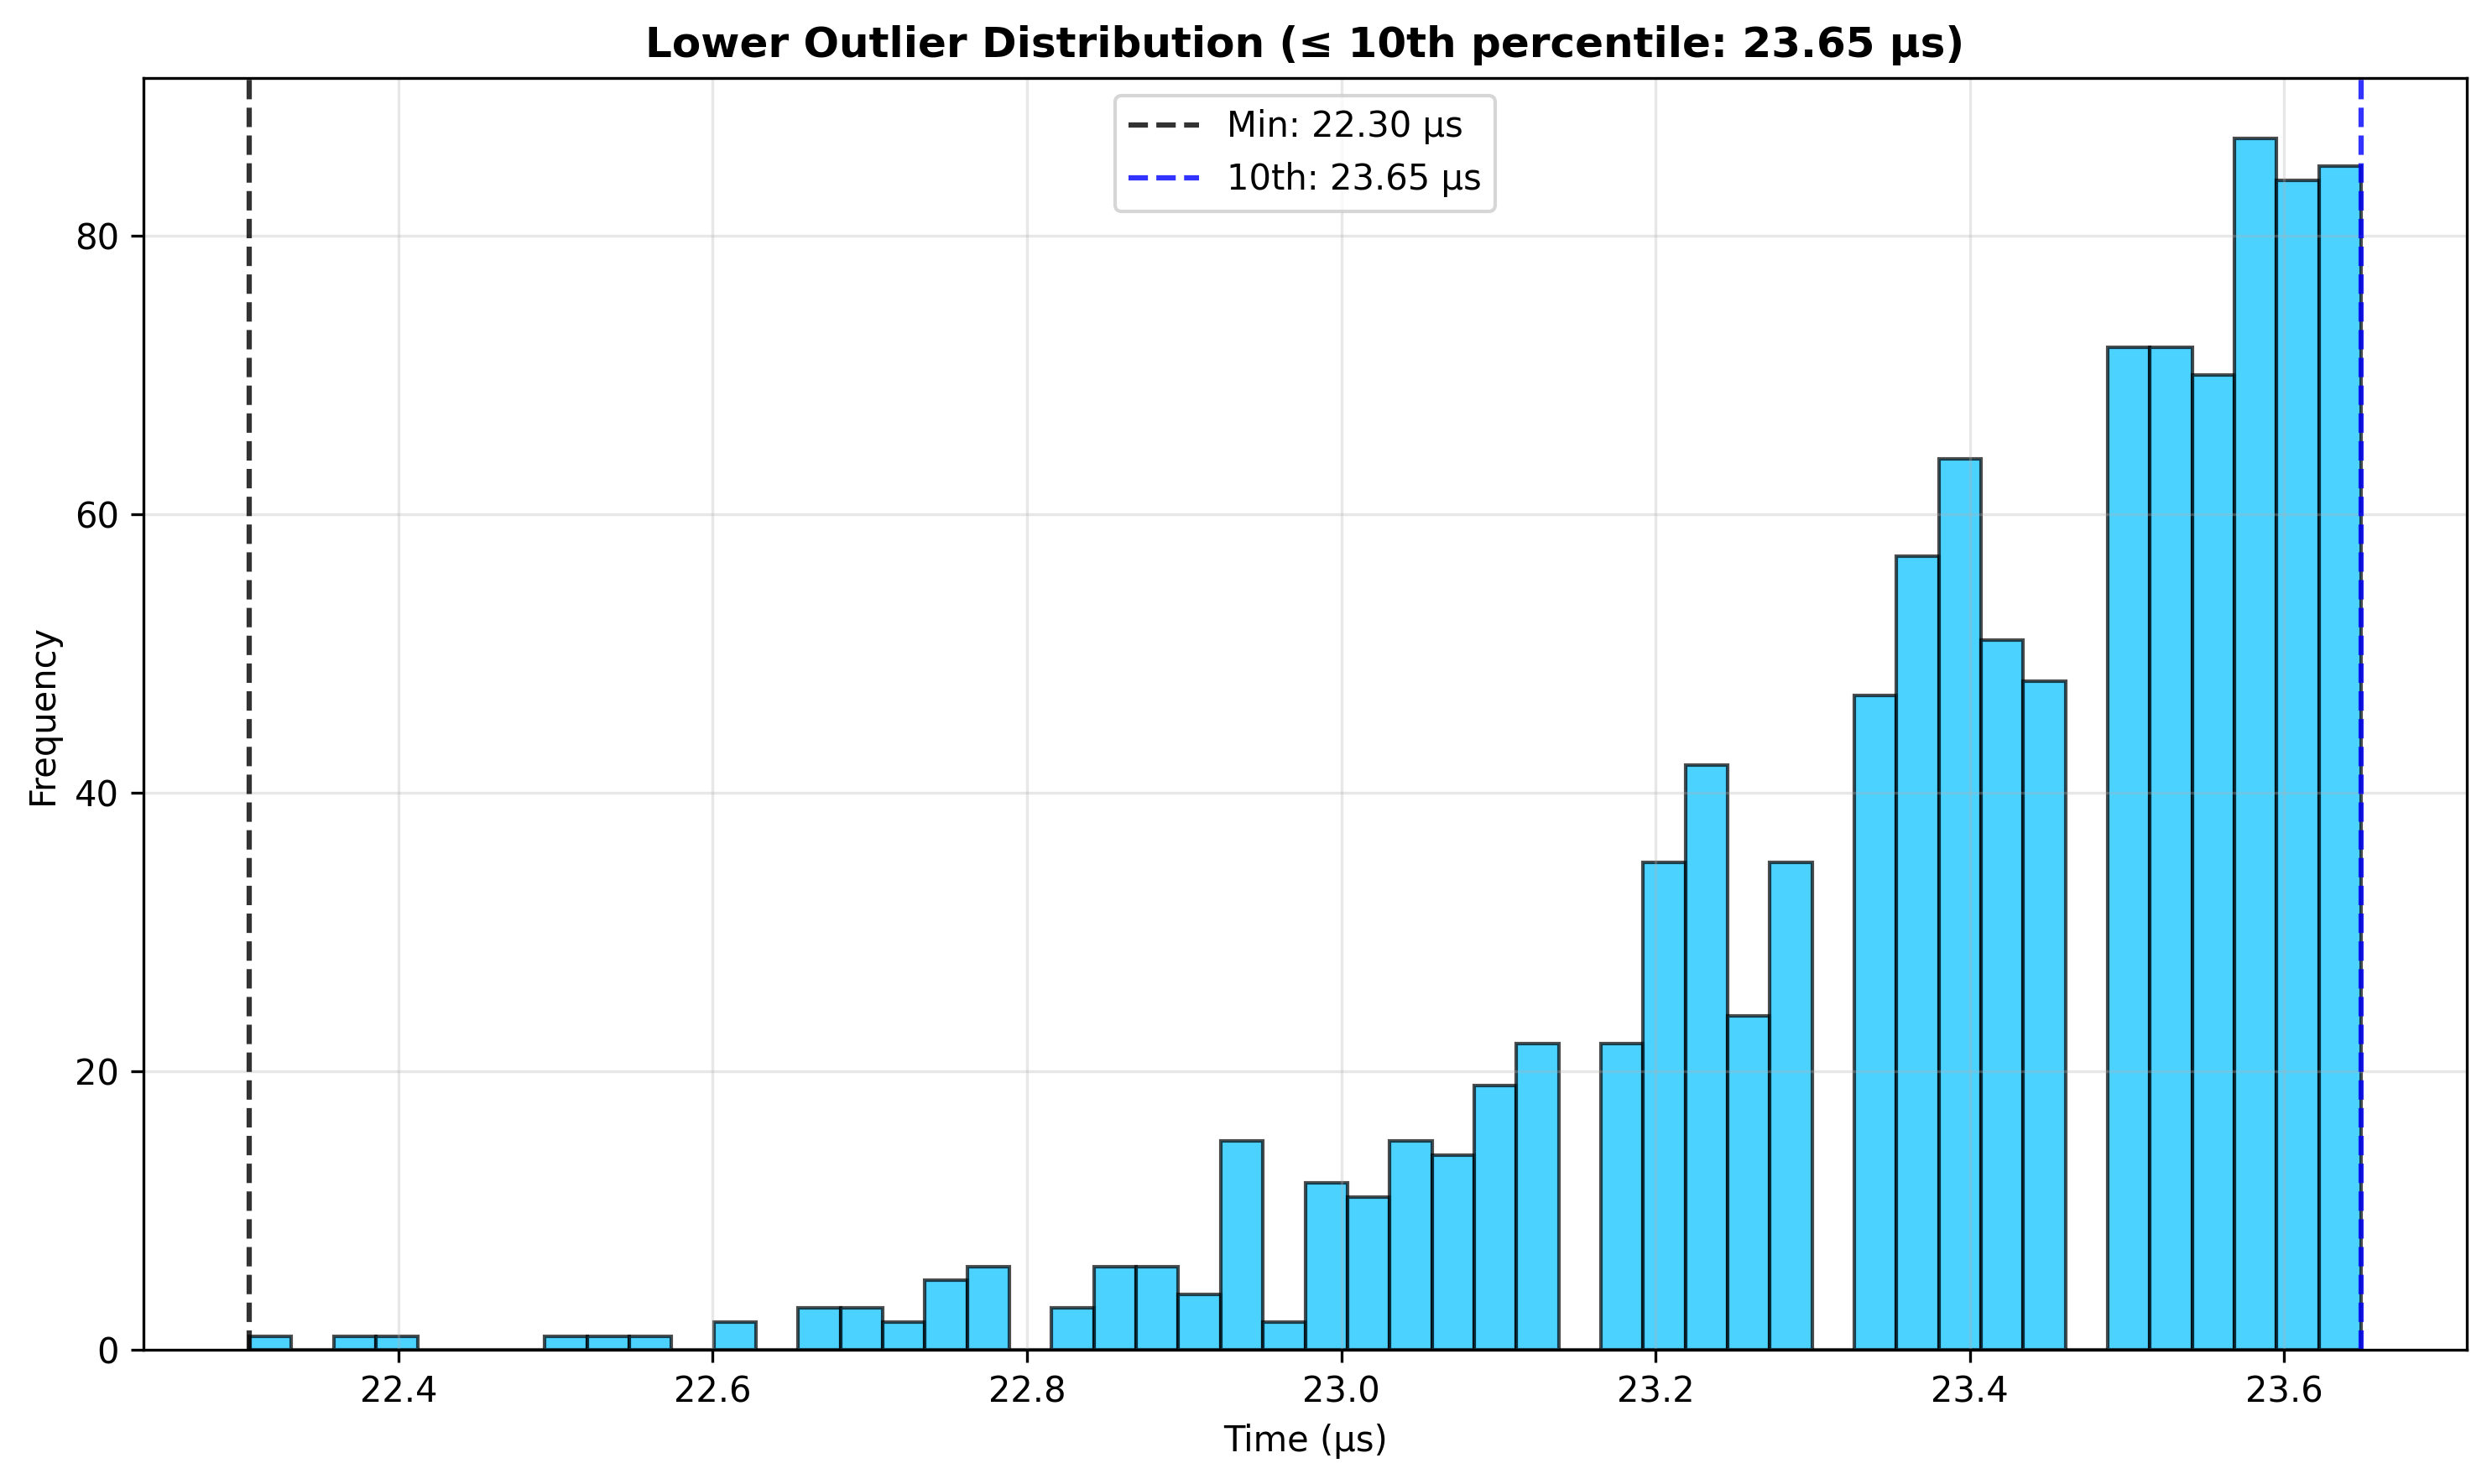 Lower Outlier Distribution (≤ 10th percentile: 23.65 μs)
Min: 22.30 μs
10th: 23.65 μs
80
60
40
20
0
Frequency
22.4 22.6 22.8 23.0 23.2 23.4 23.6
Time (μs)